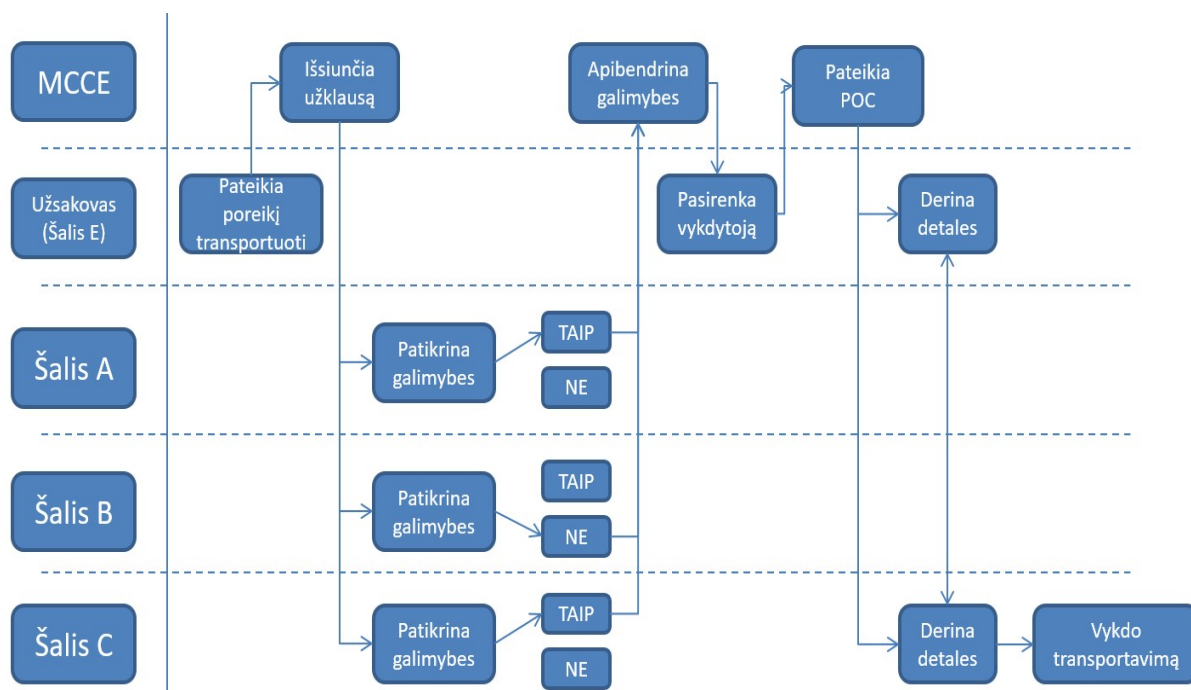 MCCE
Išsiunčia
užklausą
Apibendrina
galimybes
Pateikia
POC
Užsakovas
(Šalis E)
Pateikia
poreikį
transportuoti
Pasirenka
vykdytoją
Derina
detales
Šalis A
Patikrina
galimybes
TAIP
NE
Šalis B
Patikrina
galimybes
TAIP
NE
Šalis C
Patikrina
galimybes
TAIP
NE
Derina
detales
Vykdo
transportavimą